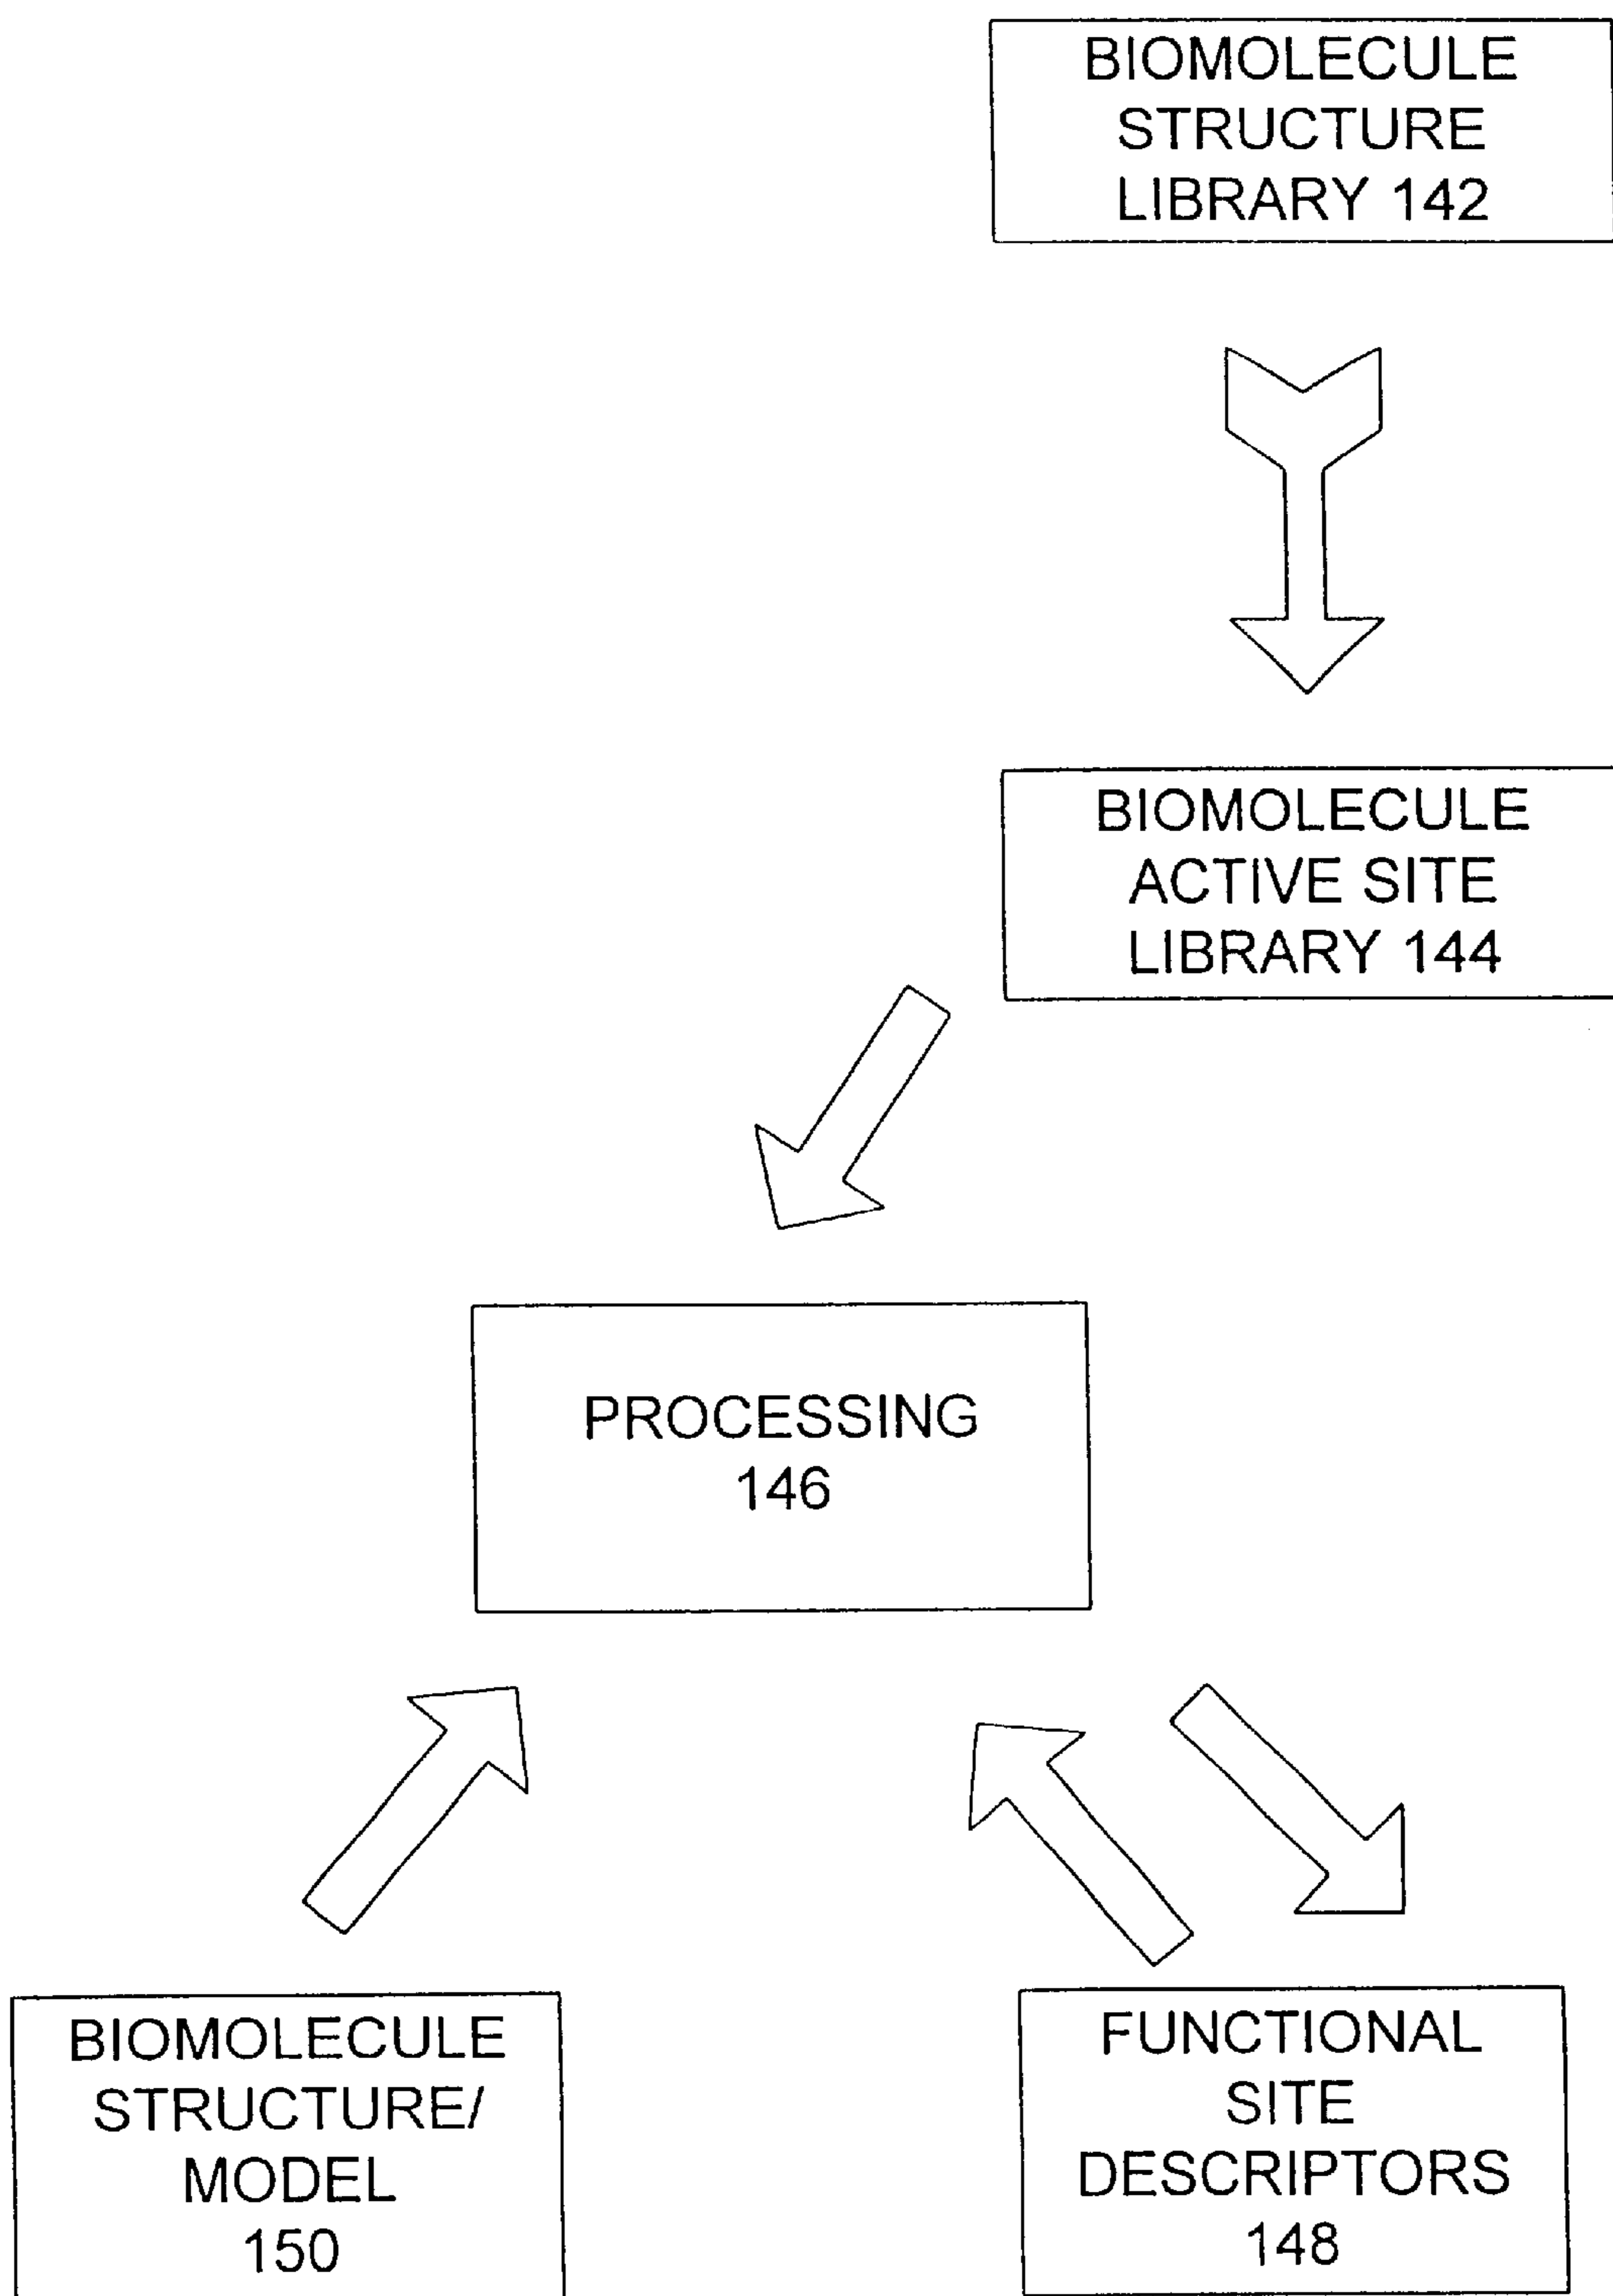 BIOMOLECULE
STRUCTURE
LIBRARY 142
BIOMOLECULE
ACTIVE SITE
LIBRARY 144
PROCESSING
146
BIOMOLECULE
STRUCTURE/
MODEL
150
FUNCTIONAL
SITE
DESCRIPTORS
148